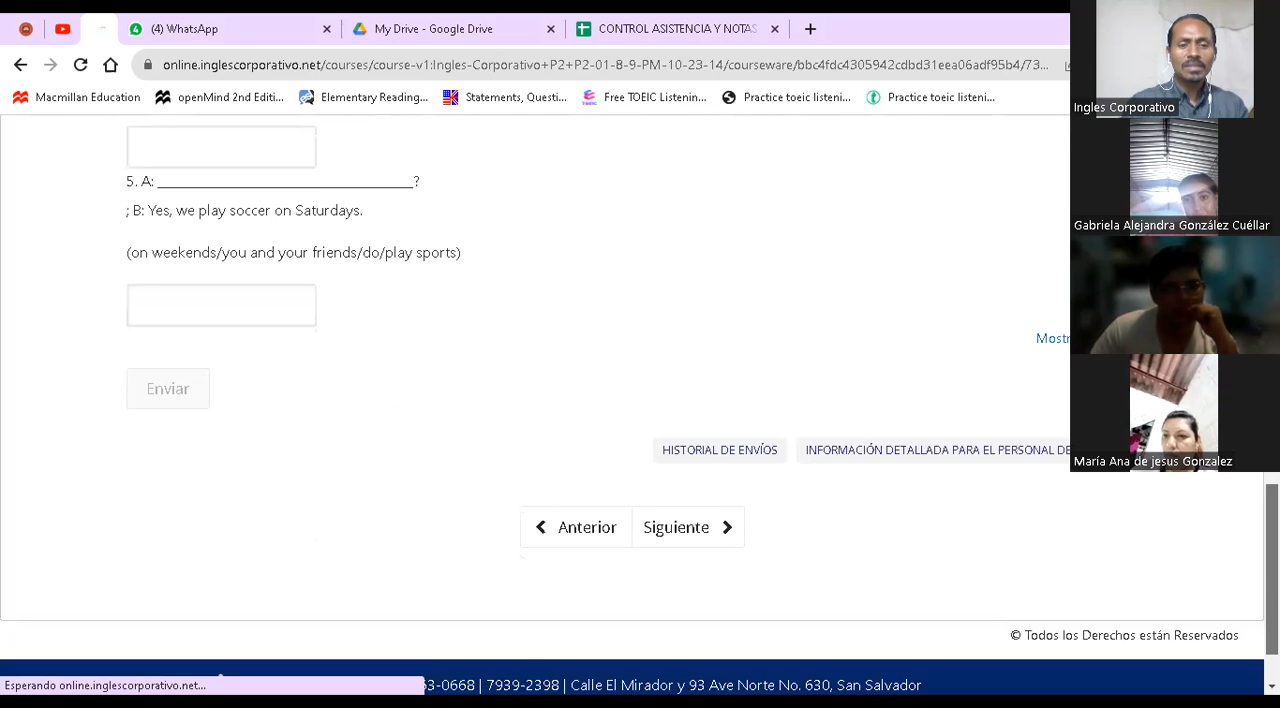 (4) WhatsApp
My Drive - Google Drive
CONTROL ASISTENCIA Y NOTAS
online.inglescorporativo.net/courses/course-v1:Ingles-Corporativo+P2+P2-01-8-9-PM-10-23-14/courseware/bbc4fdc4305942cdbd31eea06adf95b4/73...
Macmillan Education
openMind 2nd Editi...
Elementary Reading...
Statements, Questi...
Free TOEIC Listenin...
Practice toeic listeni...
Practice toeic listeni...
Ingles Corporativo
5. A: ________________________________?
; B: Yes, we play soccer on Saturdays.
Gabriela Alejandra González Cuéllar
(on weekends/you and your friends/do/play sports)
Mostr
Enviar
HISTORIAL DE ENVÍOS
INFORMACIÓN DETALLADA PARA EL PERSONAL DE
María Ana de jesus Gonzalez
Anterior
Siguiente
© Todos los Derechos están Reservados
Esperando online.inglescorporativo.net...
63-0668 | 7939-2398 | Calle El Mirador y 93 Ave Norte No. 630, San Salvador